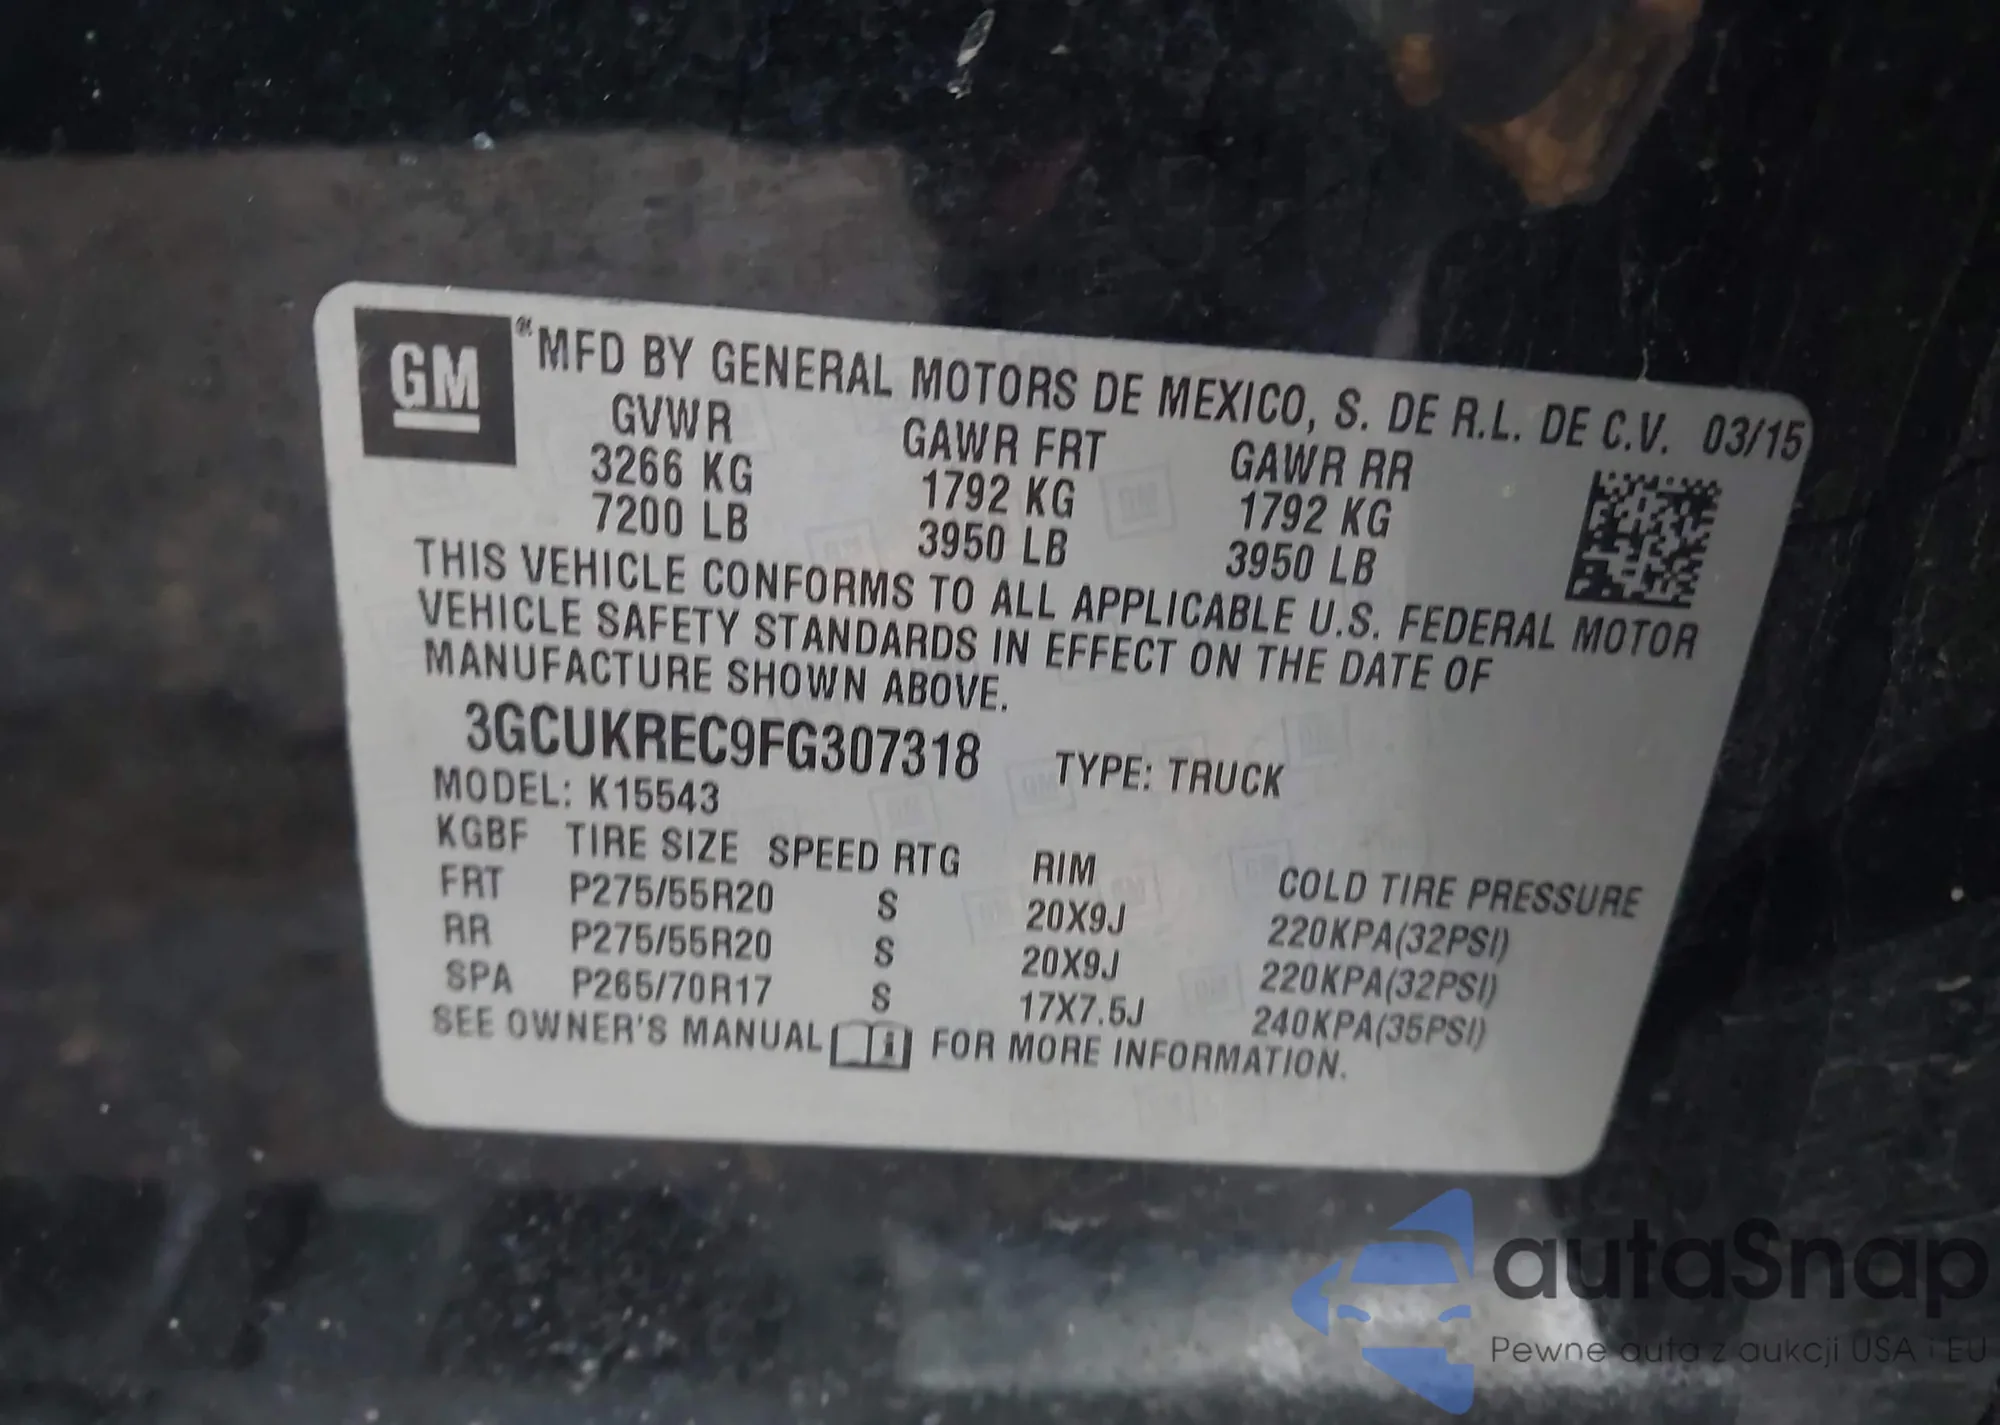 GM
® MFD BY GENERAL MOTORS DE MEXICO, S. DE R.L. DE C.V. 03/15
GVWR GAWR FRT GAWR RR
3266 KG 1792 KG 1792 KG
7200 LB 3950 LB 3950 LB
THIS VEHICLE CONFORMS TO ALL APPLICABLE U.S. FEDERAL MOTOR
VEHICLE SAFETY STANDARDS IN EFFECT ON THE DATE OF
MANUFACTURE SHOWN ABOVE.
3GCUKREC9FG307318 TYPE: TRUCK
MODEL: K15543
KGBF TIRE SIZE SPEED RTG RIM COLD TIRE PRESSURE
FRT P275/55R20 S 20X9J 220KPA(32PSI)
RR P275/55R20 S 20X9J 220KPA(32PSI)
SPA P265/70R17 S 17X7.5J 240KPA(35PSI)
SEE OWNER'S MANUAL FOR MORE INFORMATION.
autaSnap
Pewne auta z aukcji USA i EU